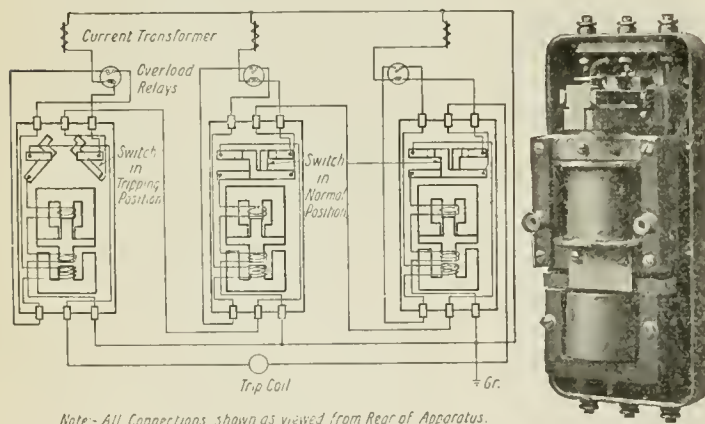 Current Transformer
Overload
Relays
Switch
in
Tripping
Position
Switch
in
Normal
Position
Trip Coil
Gr.
Note:- All Connections shown as viewed from Rear of Apparatus.